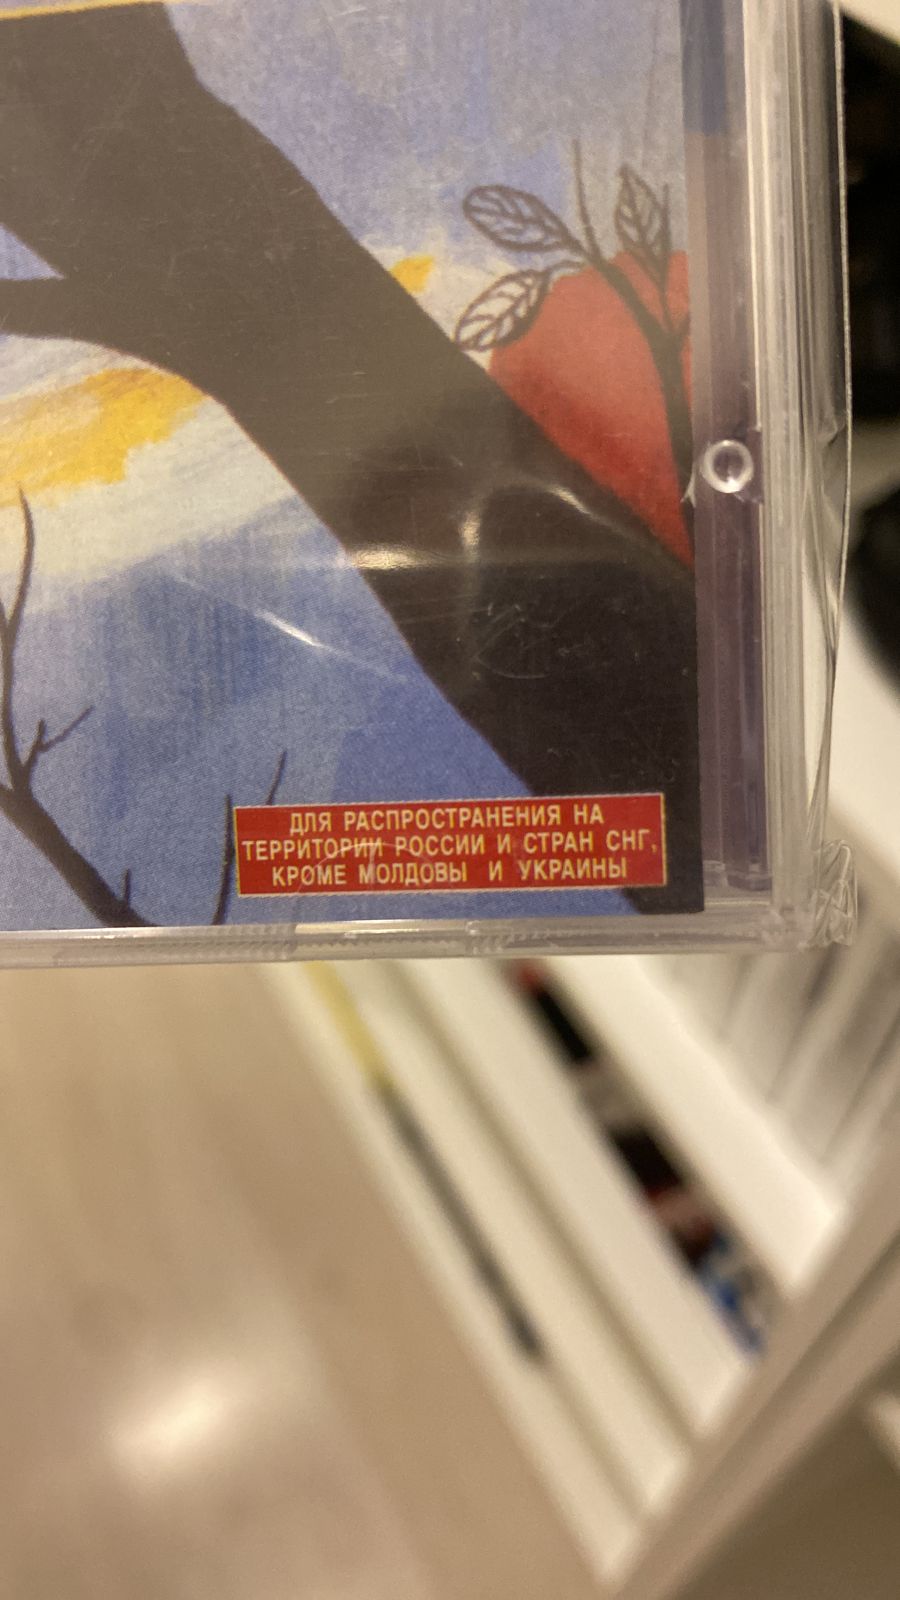 ДЛЯ РАСПРОСТРАНЕНИЯ НА
ТЕРРИТОРИИ РОССИИ И СТРАН СНГ,
КРОМЕ МОЛДОВЫ И УКРАИНЫ